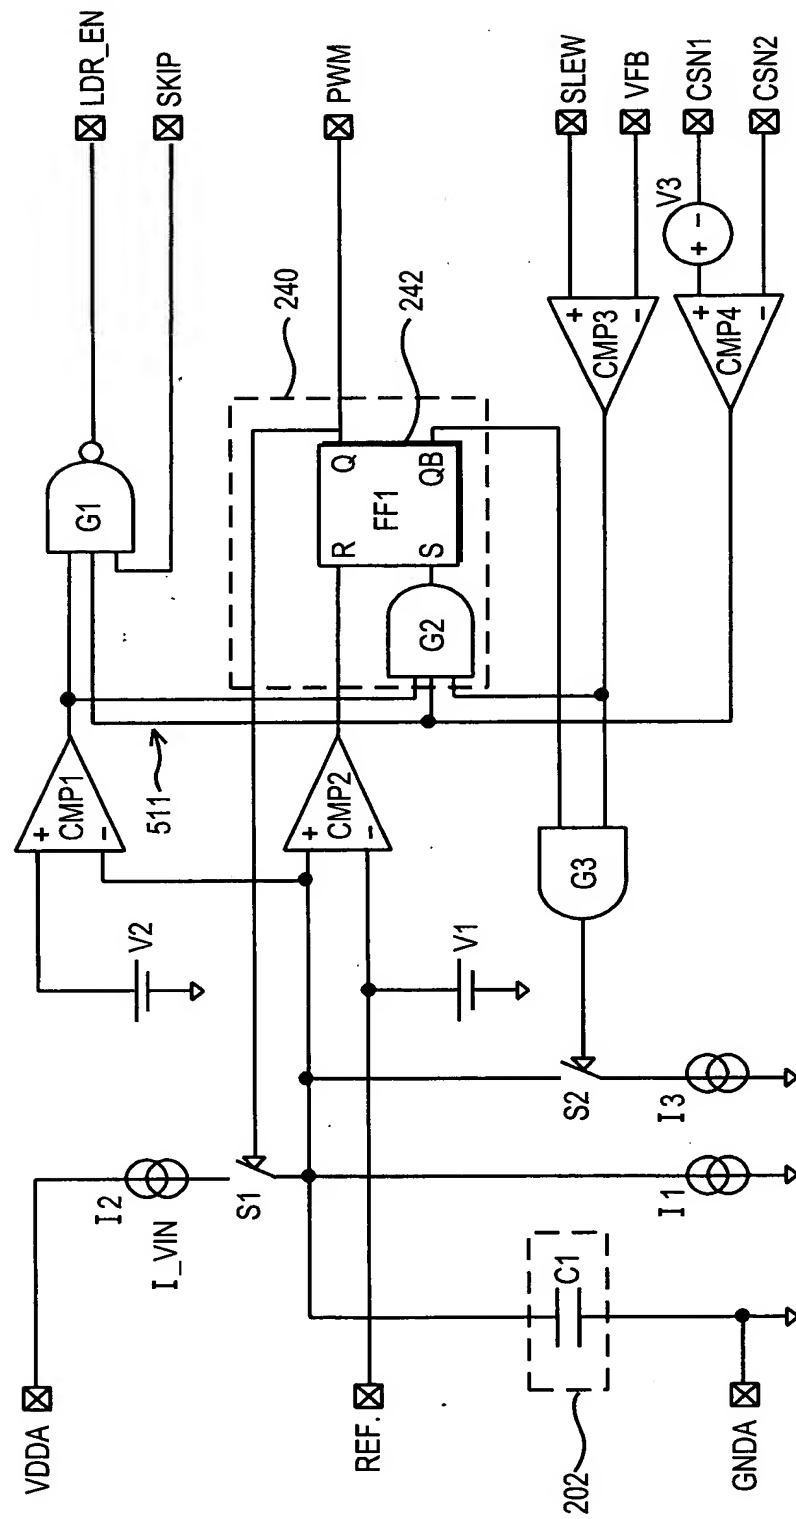 VDDA
REF.
GNDA
202
C1
I2
I_VIN
S1
I1
S2
I3
V2
V1
+
-
CMP1
511
+
-
CMP2
G3
G1
G2
R
S
FF1
Q
QB
240
242
+
-
CMP3
+
-
CMP4
+ -
V3
LDR_EN
SKIP
PWM
SLEW
VFB
CSN1
CSN2